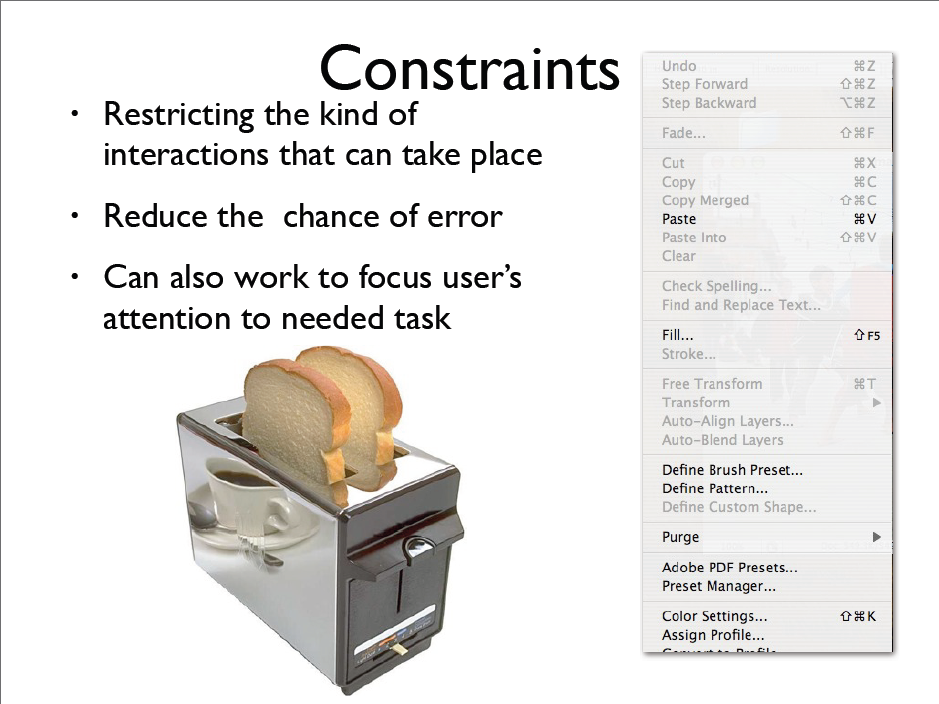 Constraints
• Restricting the kind of
interactions that can take place
• Reduce the  chance of error
• Can also work to focus user’s
attention to needed task
Undo ⌘Z
Step Forward ⇧⌘Z
Step Backward ⌥⌘Z
Fade... ⇧⌘F
Cut ⌘X
Copy ⌘C
Copy Merged ⇧⌘C
Paste ⌘V
Paste Into ⇧⌘V
Clear
Check Spelling...
Find and Replace Text...
Fill... ⇧F5
Stroke...
Free Transform ⌘T
Transform ▶
Auto-Align Layers...
Auto-Blend Layers
Define Brush Preset...
Define Pattern...
Define Custom Shape...
Purge ▶
Adobe PDF Presets...
Preset Manager...
Color Settings... ⇧⌘K
Assign Profile...
Convert to Profile